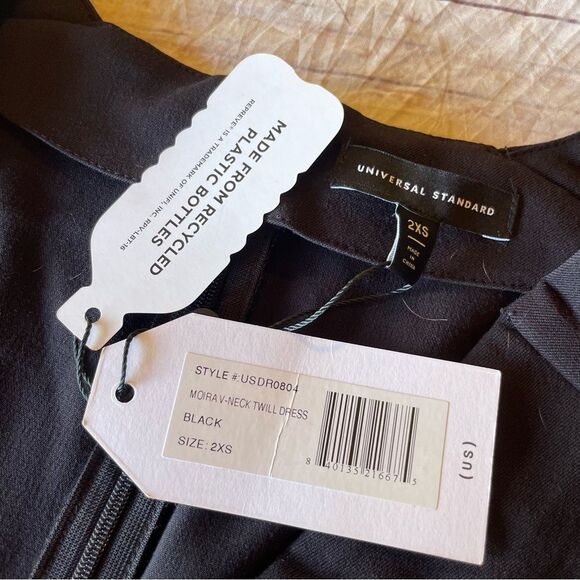 MADE FROM RECYCLED
PLASTIC BOTTLES
REPREVE® IS A TRADEMARK OF UNIFI, INC. RPV-LBT-16
UNIVERSAL STANDARD
2XS
MADE IN
CHINA
STYLE #: USDR0804
MOIRA V-NECK TWILL DRESS
BLACK
SIZE: 2XS
8 40135 21667 5
(us)